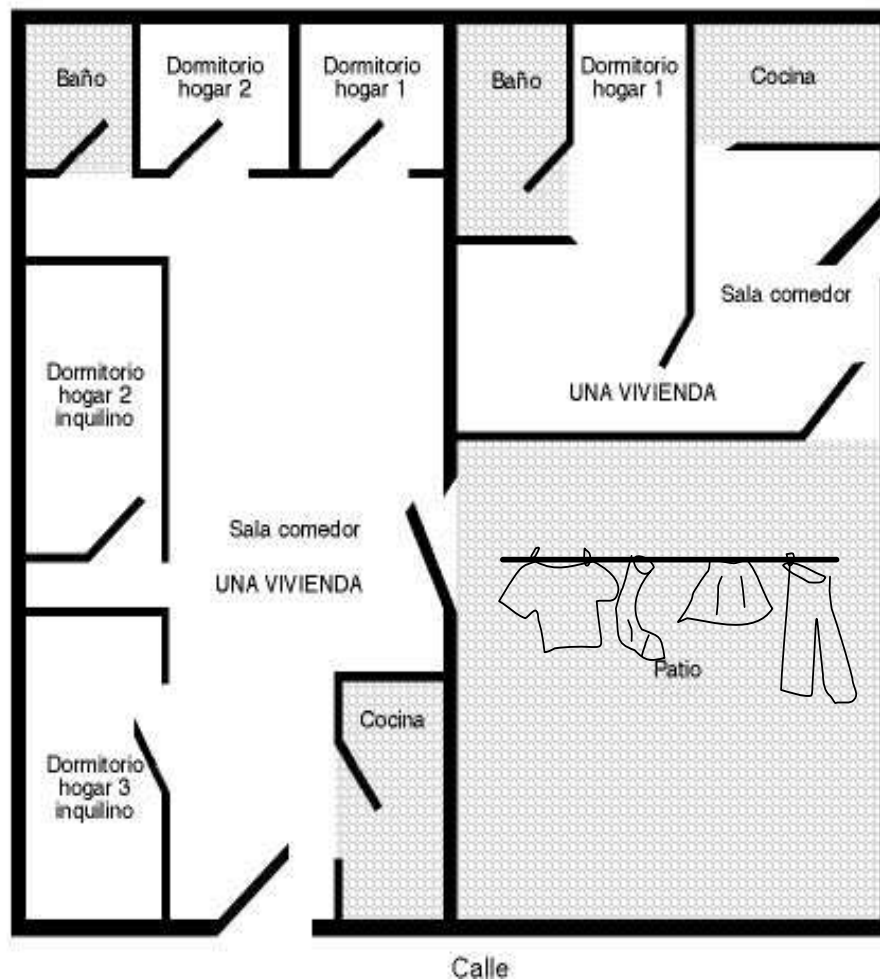 Baño
Dormitorio
hogar 2
Dormitorio
hogar 1
Baño
Dormitorio
hogar 1
Cocina
Sala comedor
UNA VIVIENDA
Dormitorio
hogar 2
inquilino
Sala comedor
UNA VIVIENDA
Patio
Cocina
Dormitorio
hogar 3
inquilino
Calle